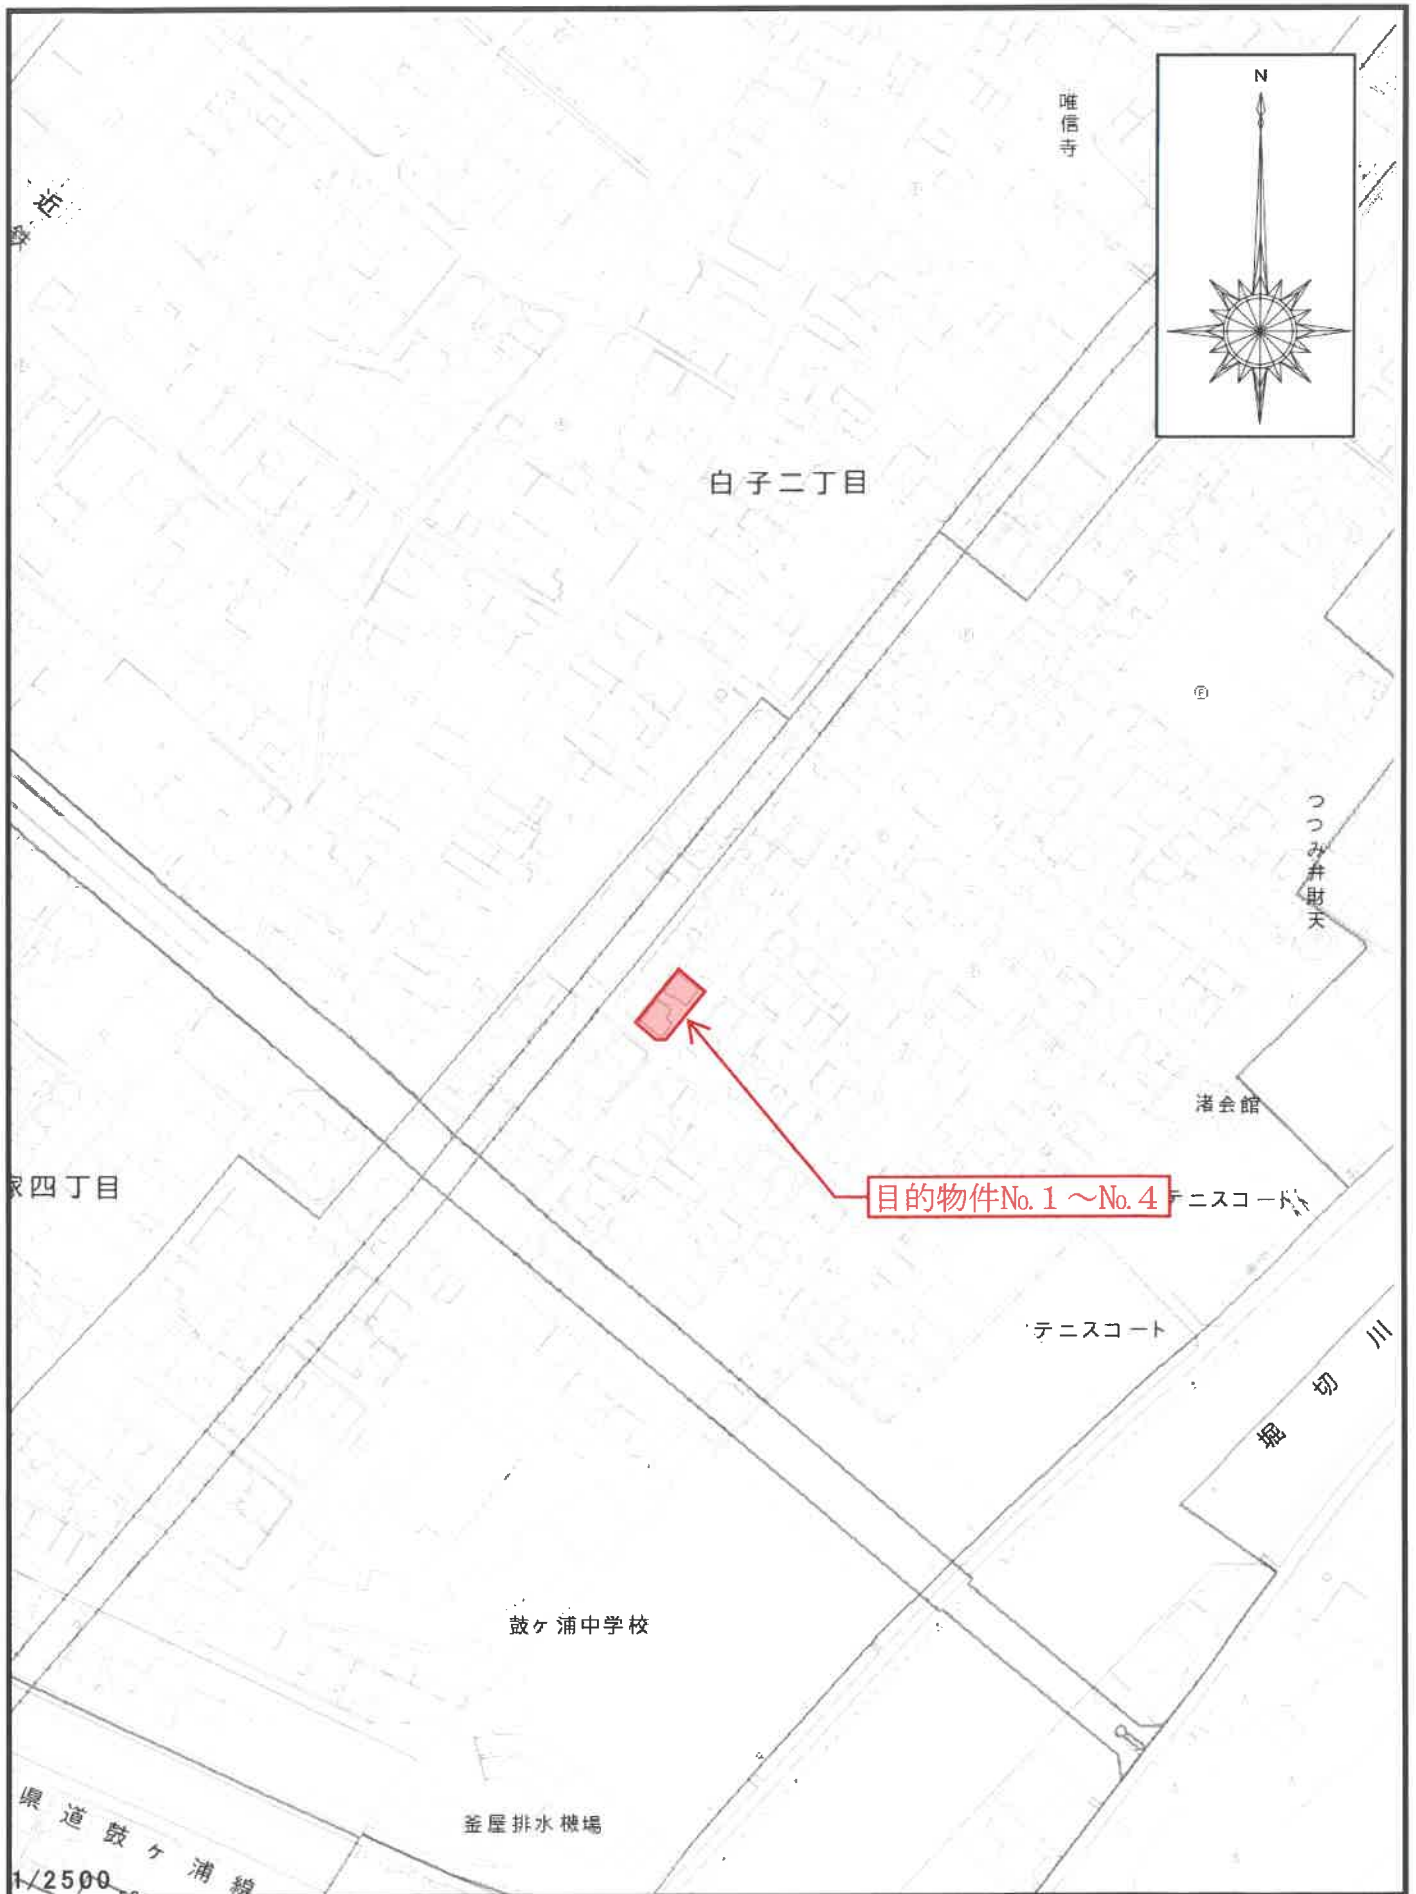 N
唯信寺
近
鉄
白子二丁目
つつみ弁財天
渚会館
目的物件No.1～No.4
テニスコート
家四丁目
テニスコート
堀切川
鼓ヶ浦中学校
釜屋排水機場
県道鼓ヶ浦線
1/2500